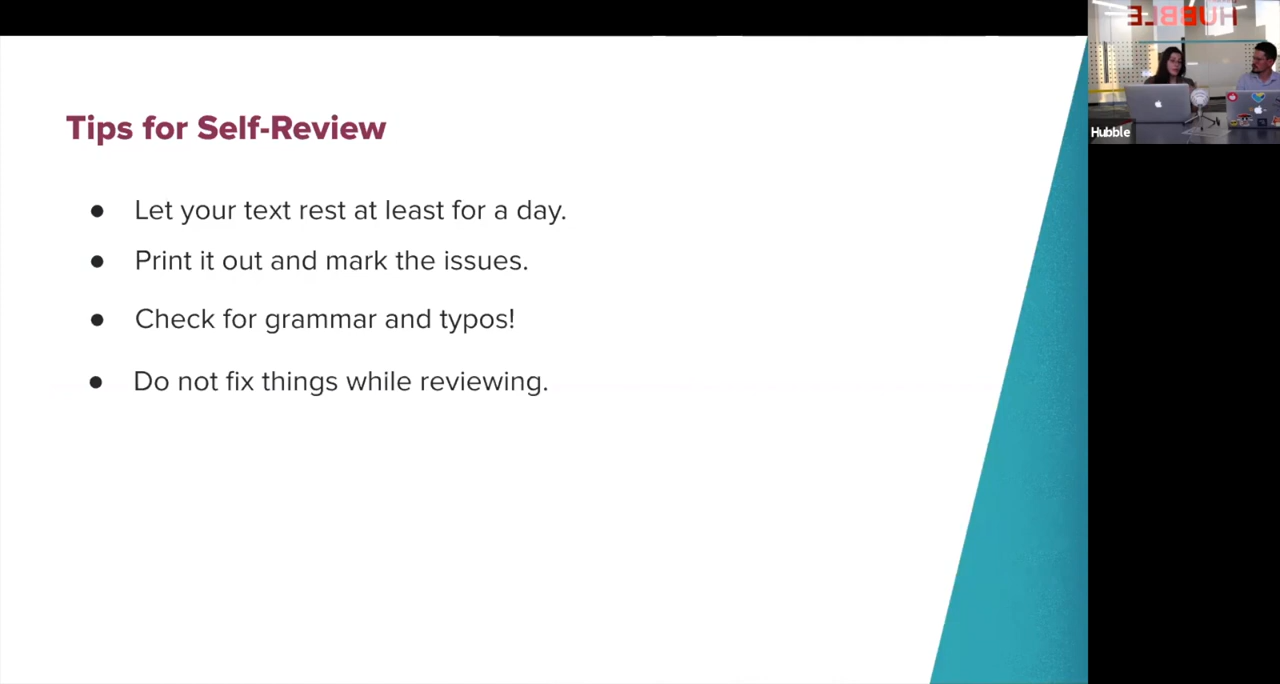 Tips for Self-Review
● Let your text rest at least for a day.
● Print it out and mark the issues.
● Check for grammar and typos!
● Do not fix things while reviewing.
HUBBLE
Hubble